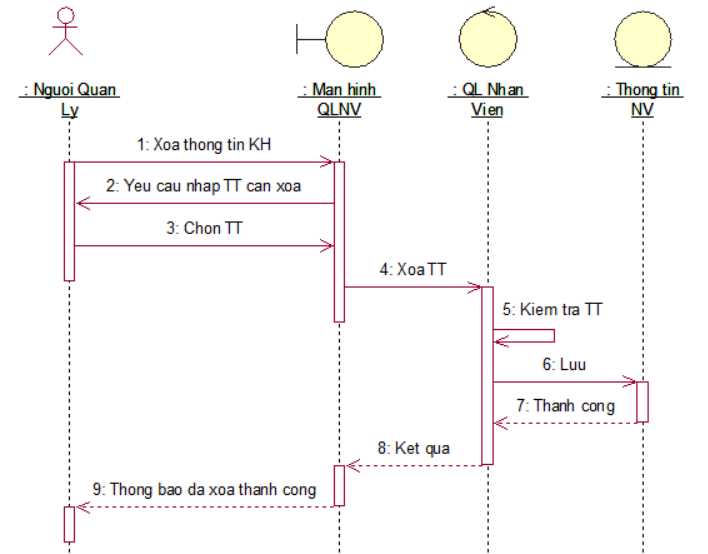 : Nguoi Quan
Ly
: Man hinh
QLNV
: QL Nhan
Vien
: Thong tin
NV
1: Xoa thong tin KH
2: Yeu cau nhap TT can xoa
3: Chon TT
4: Xoa TT
5: Kiem tra TT
6: Luu
7: Thanh cong
8: Ket qua
9: Thong bao da xoa thanh cong